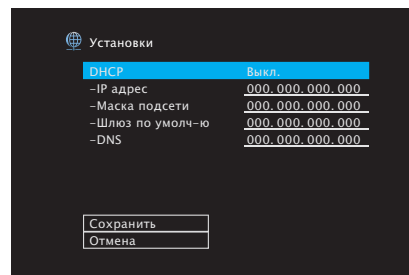 Установки
DHCP Выкл.
–IP адрес 000.000.000.000
–Маска подсети 000.000.000.000
–Шлюз по умолч–ю 000.000.000.000
–DNS 000.000.000.000
Сохранить
Отмена